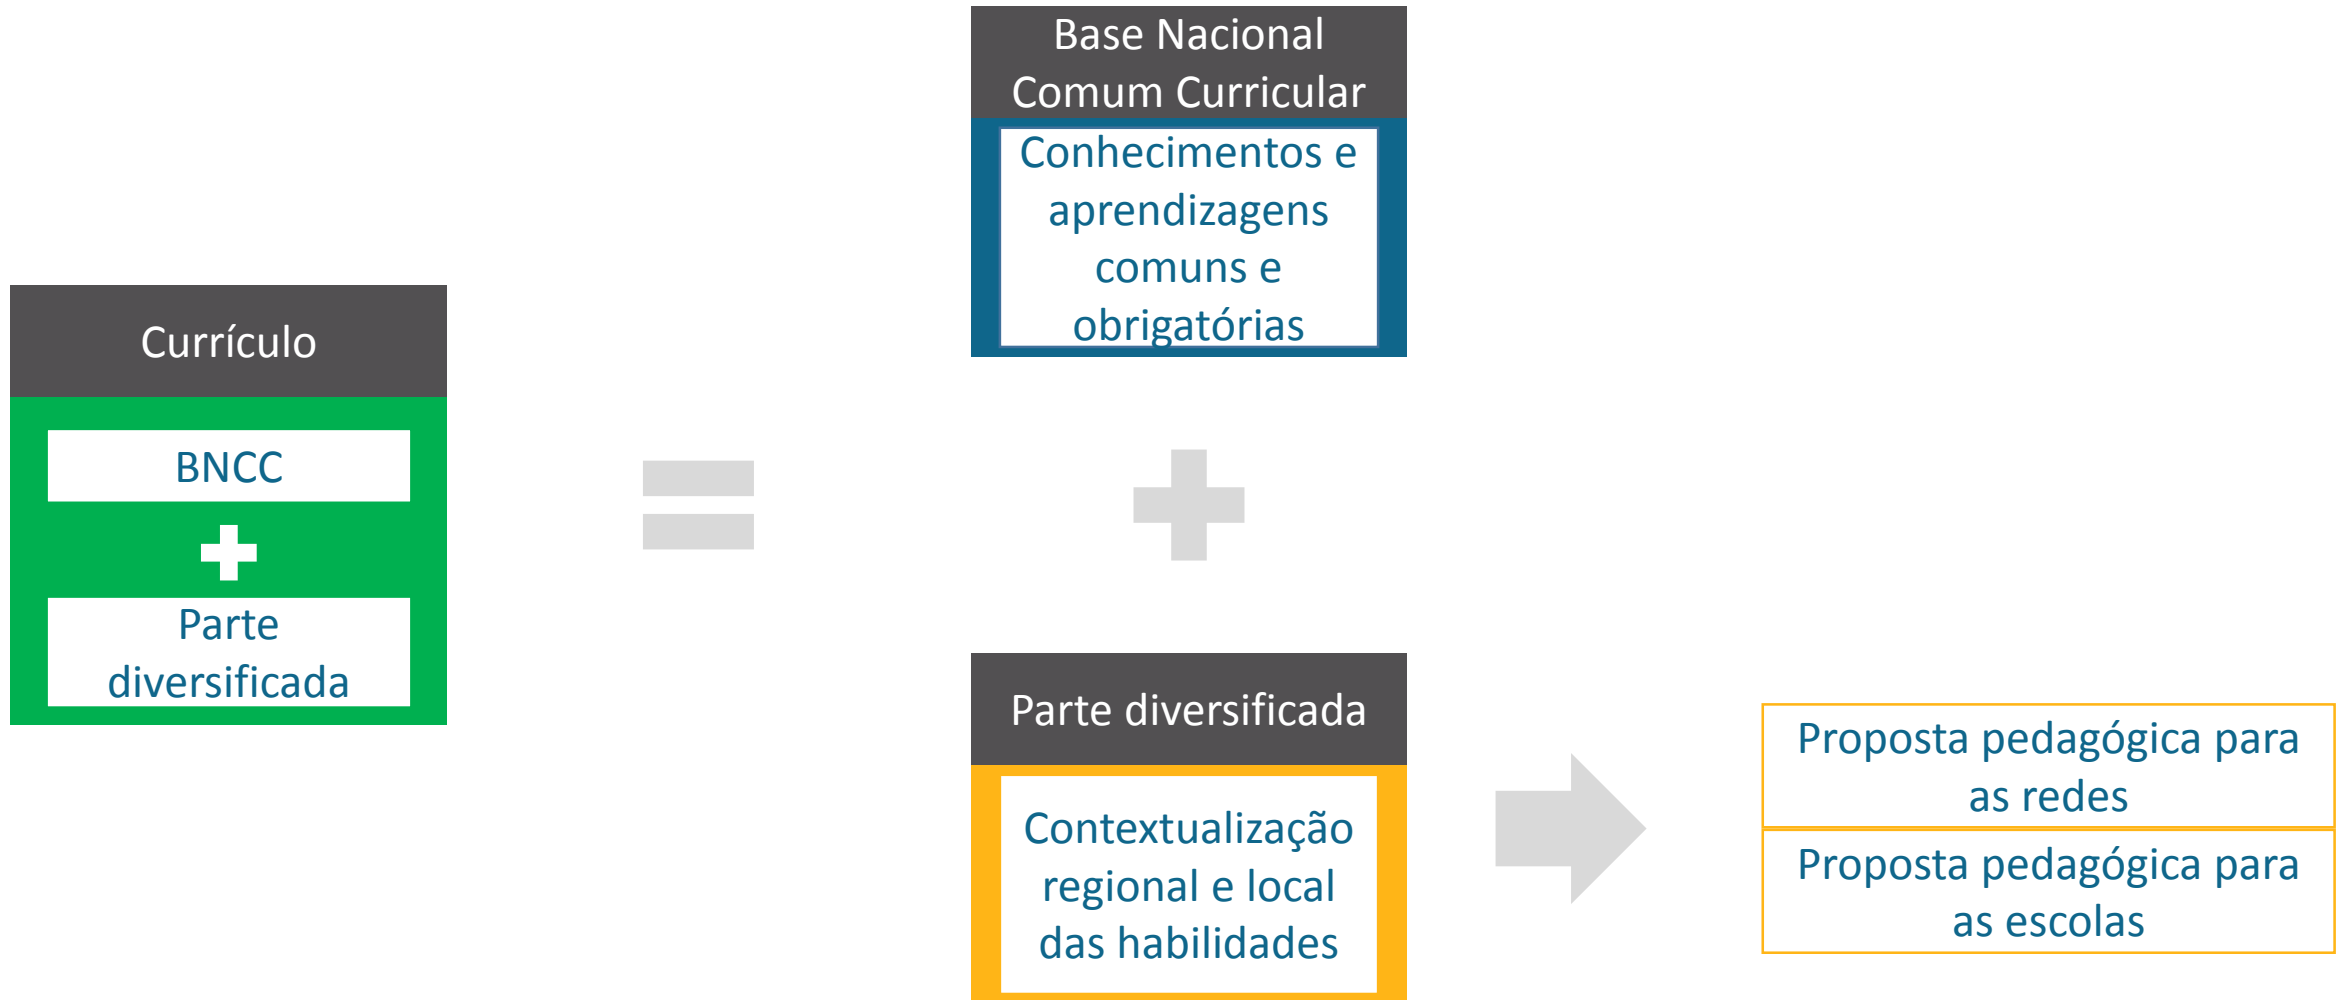 Currículo
BNCC
Parte
diversificada
Base Nacional
Comum Curricular
Conhecimentos e
aprendizagens
comuns e
obrigatórias
Parte diversificada
Contextualização
regional e local
das habilidades
Proposta pedagógica para
as redes
Proposta pedagógica para
as escolas